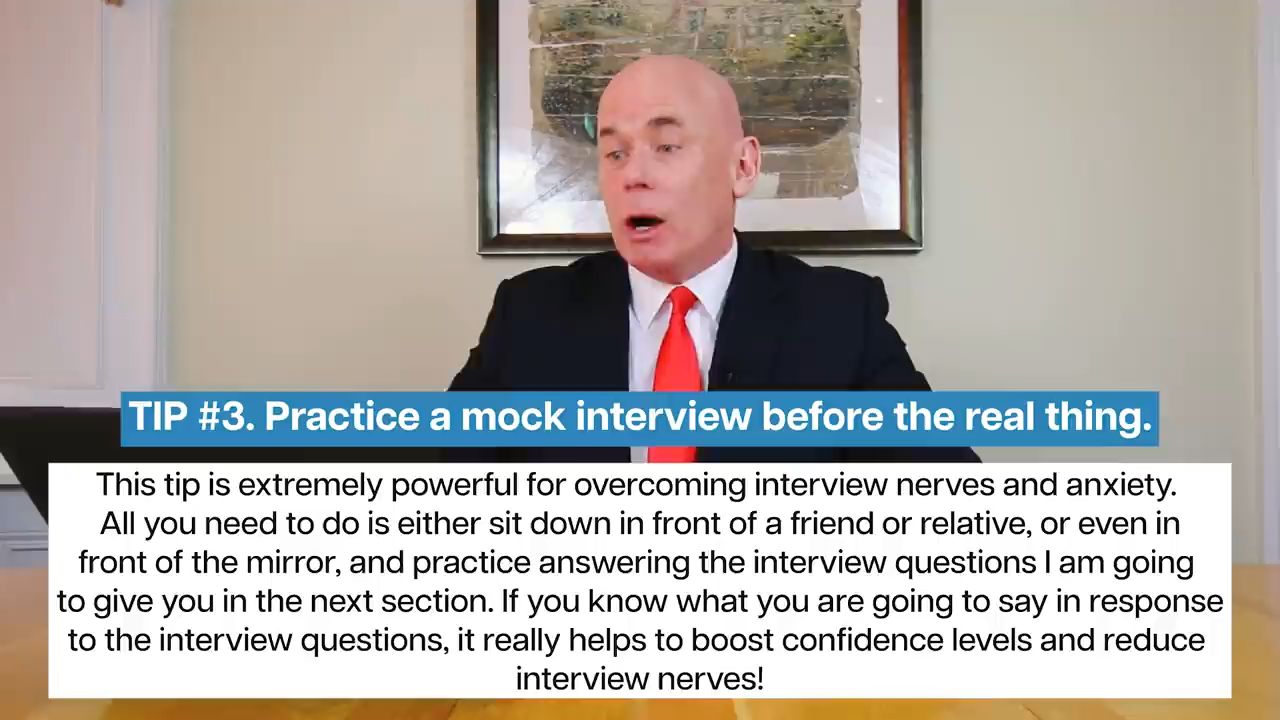 TIP #3. Practice a mock interview before the real thing.
This tip is extremely powerful for overcoming interview nerves and anxiety.
All you need to do is either sit down in front of a friend or relative, or even in
front of the mirror, and practice answering the interview questions I am going
to give you in the next section. If you know what you are going to say in response
to the interview questions, it really helps to boost confidence levels and reduce
interview nerves!